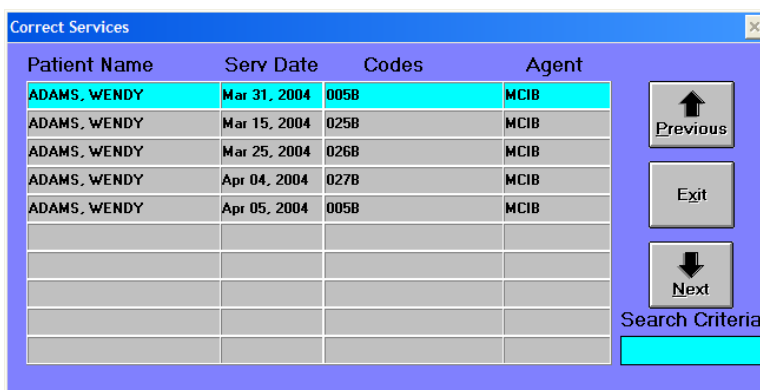 Correct Services
Patient Name Serv Date Codes Agent
ADAMS, WENDY Mar 31, 2004 005B MCIB
ADAMS, WENDY Mar 15, 2004 025B MCIB
ADAMS, WENDY Mar 25, 2004 026B MCIB
ADAMS, WENDY Apr 04, 2004 027B MCIB
ADAMS, WENDY Apr 05, 2004 005B MCIB
Previous
Exit
Next
Search Criteria